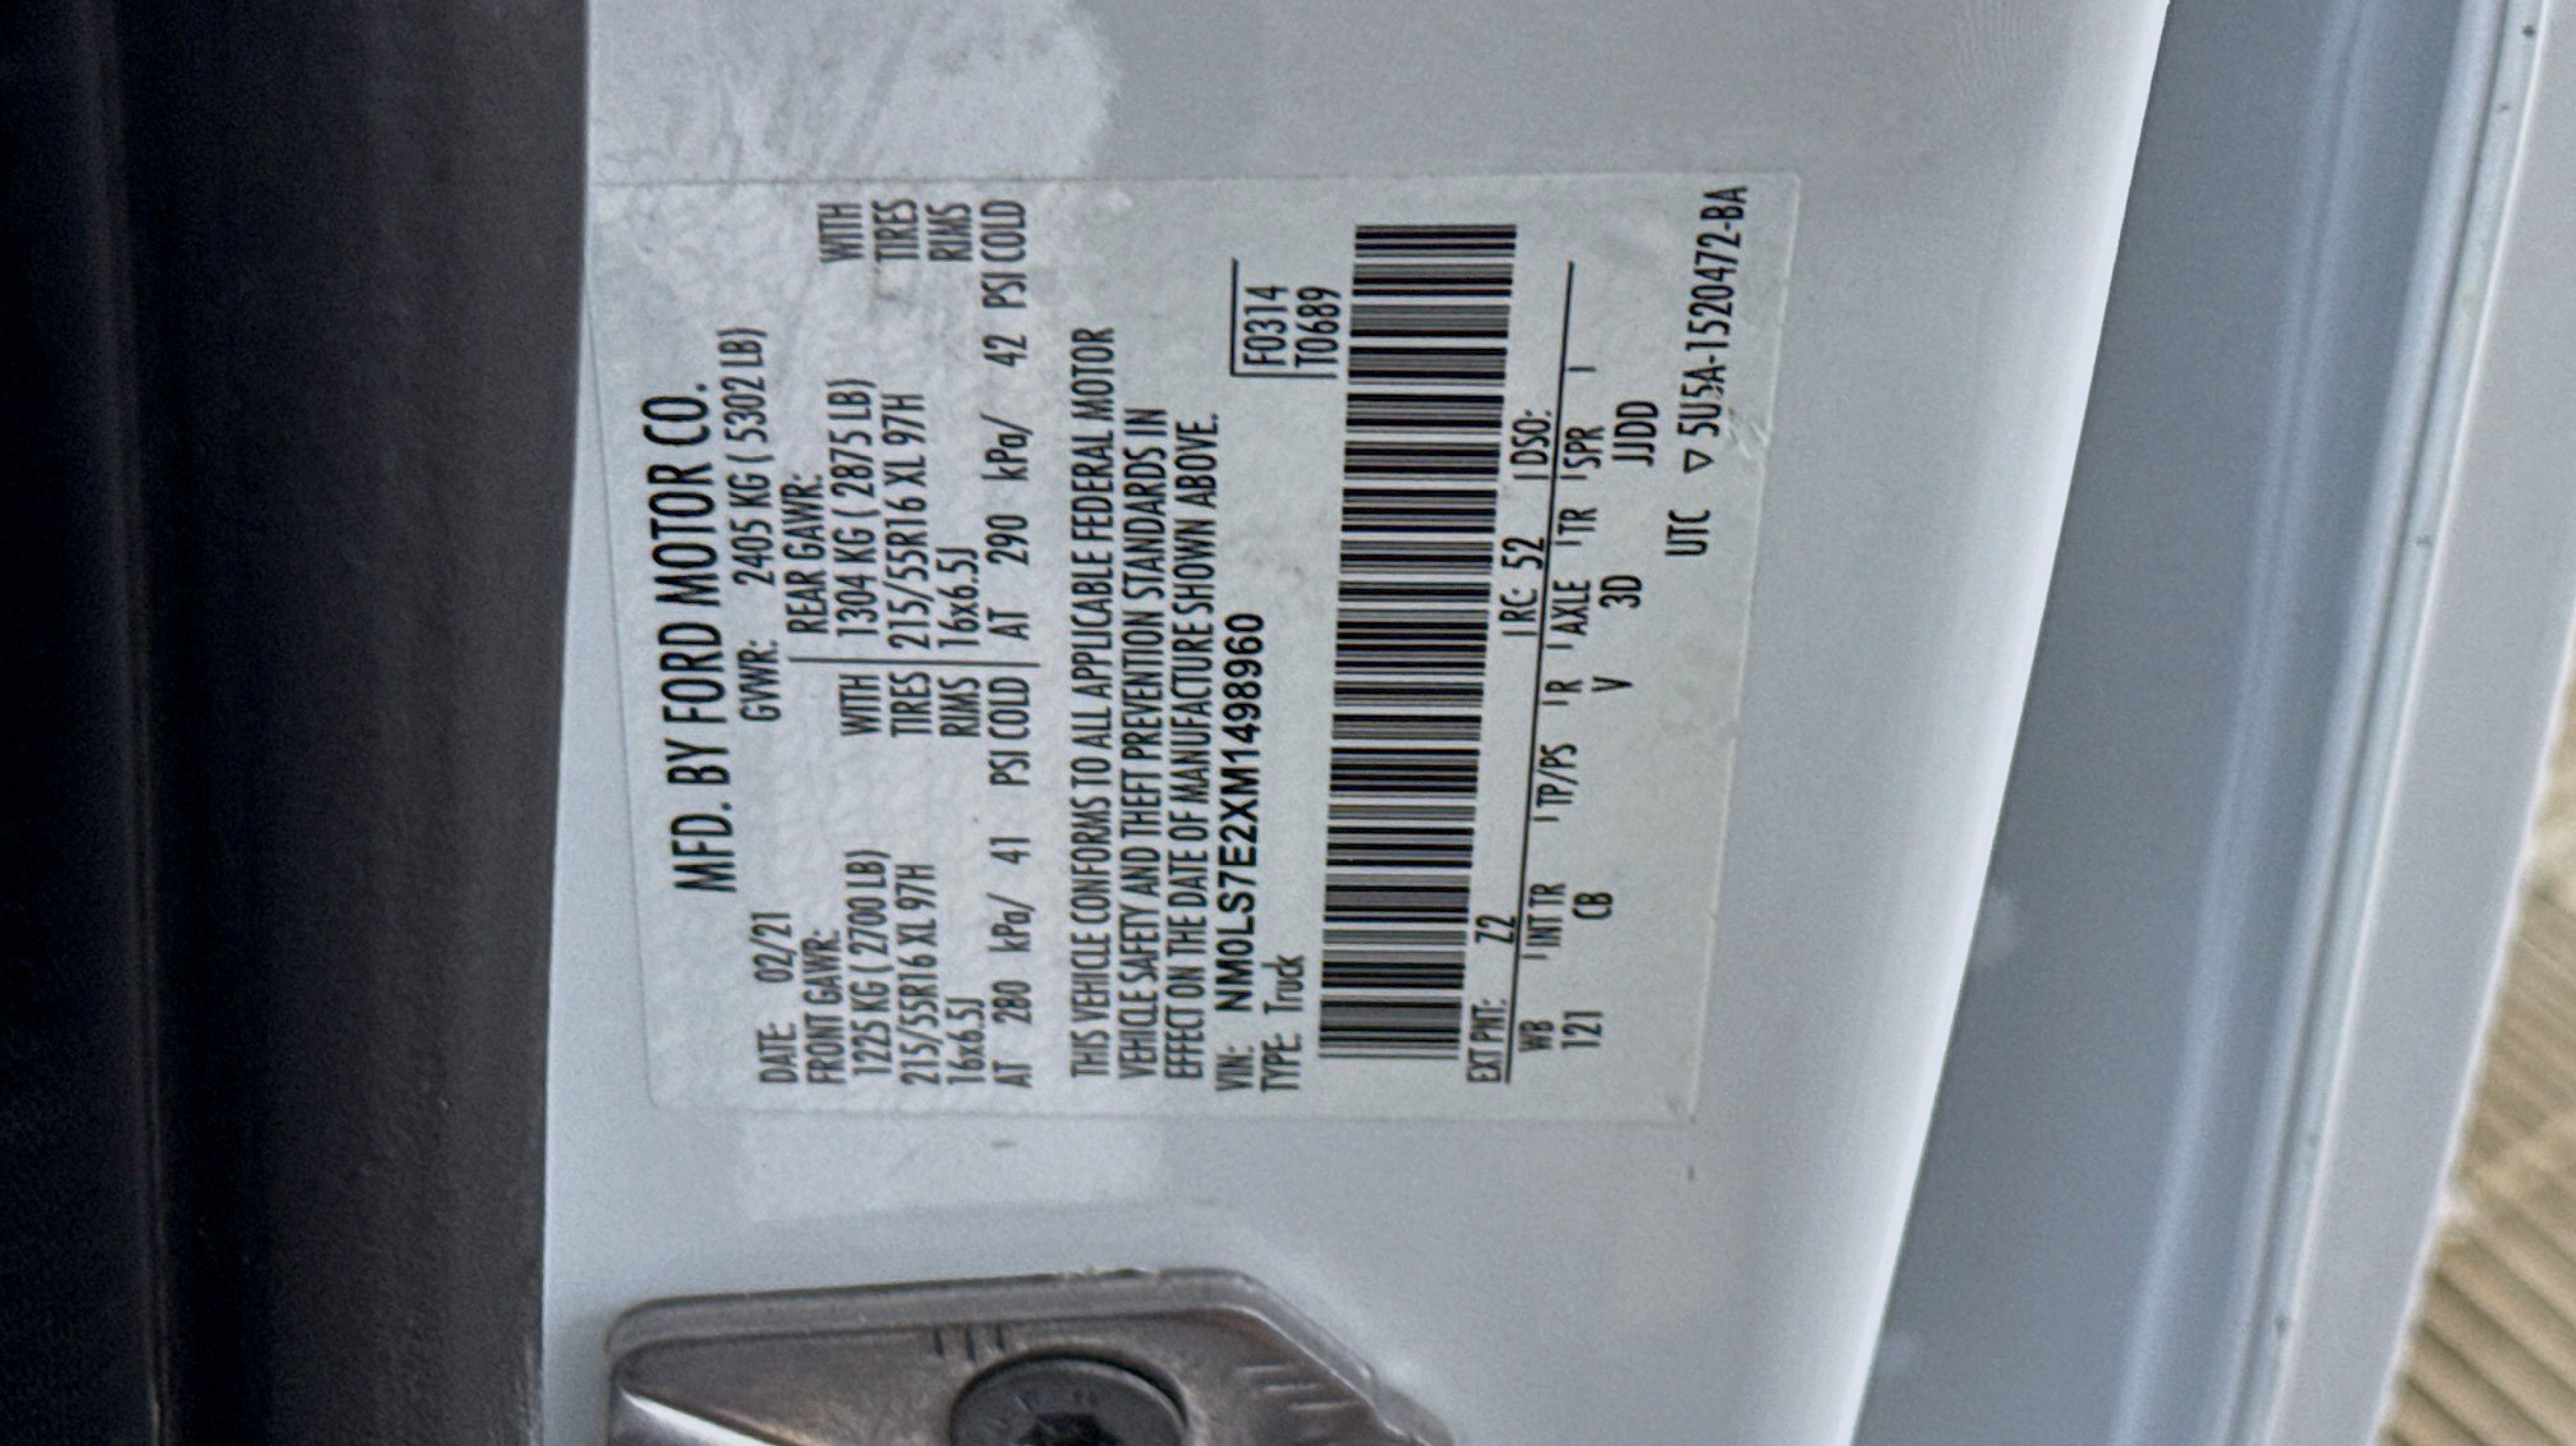 MFD. BY FORD MOTOR CO.
DATE: 02/21 GVWR: 2405 KG ( 5302 LB)
FRONT GAWR: REAR GAWR:
1225 KG ( 2700 LB) WITH 1304 KG ( 2875 LB) WITH
215/55R16 XL 97H TIRES 215/55R16 XL 97H TIRES
16x6.5J RIMS 16x6.5J RIMS
AT 280 kPa/ 41 PSI COLD AT 290 kPa/ 42 PSI COLD
THIS VEHICLE CONFORMS TO ALL APPLICABLE FEDERAL MOTOR
VEHICLE SAFETY AND THEFT PREVENTION STANDARDS IN
EFFECT ON THE DATE OF MANUFACTURE SHOWN ABOVE.
VIN: NM0LS7E2XM1498960
TYPE: Truck F0314
T0689
EXT PNT: Z2 RC: 52 DSO:
WB INT TR TP/PS R AXLE TR SPR
121 CB V 3D JJDD
UTC ▽ 5U5A-1520472-BA